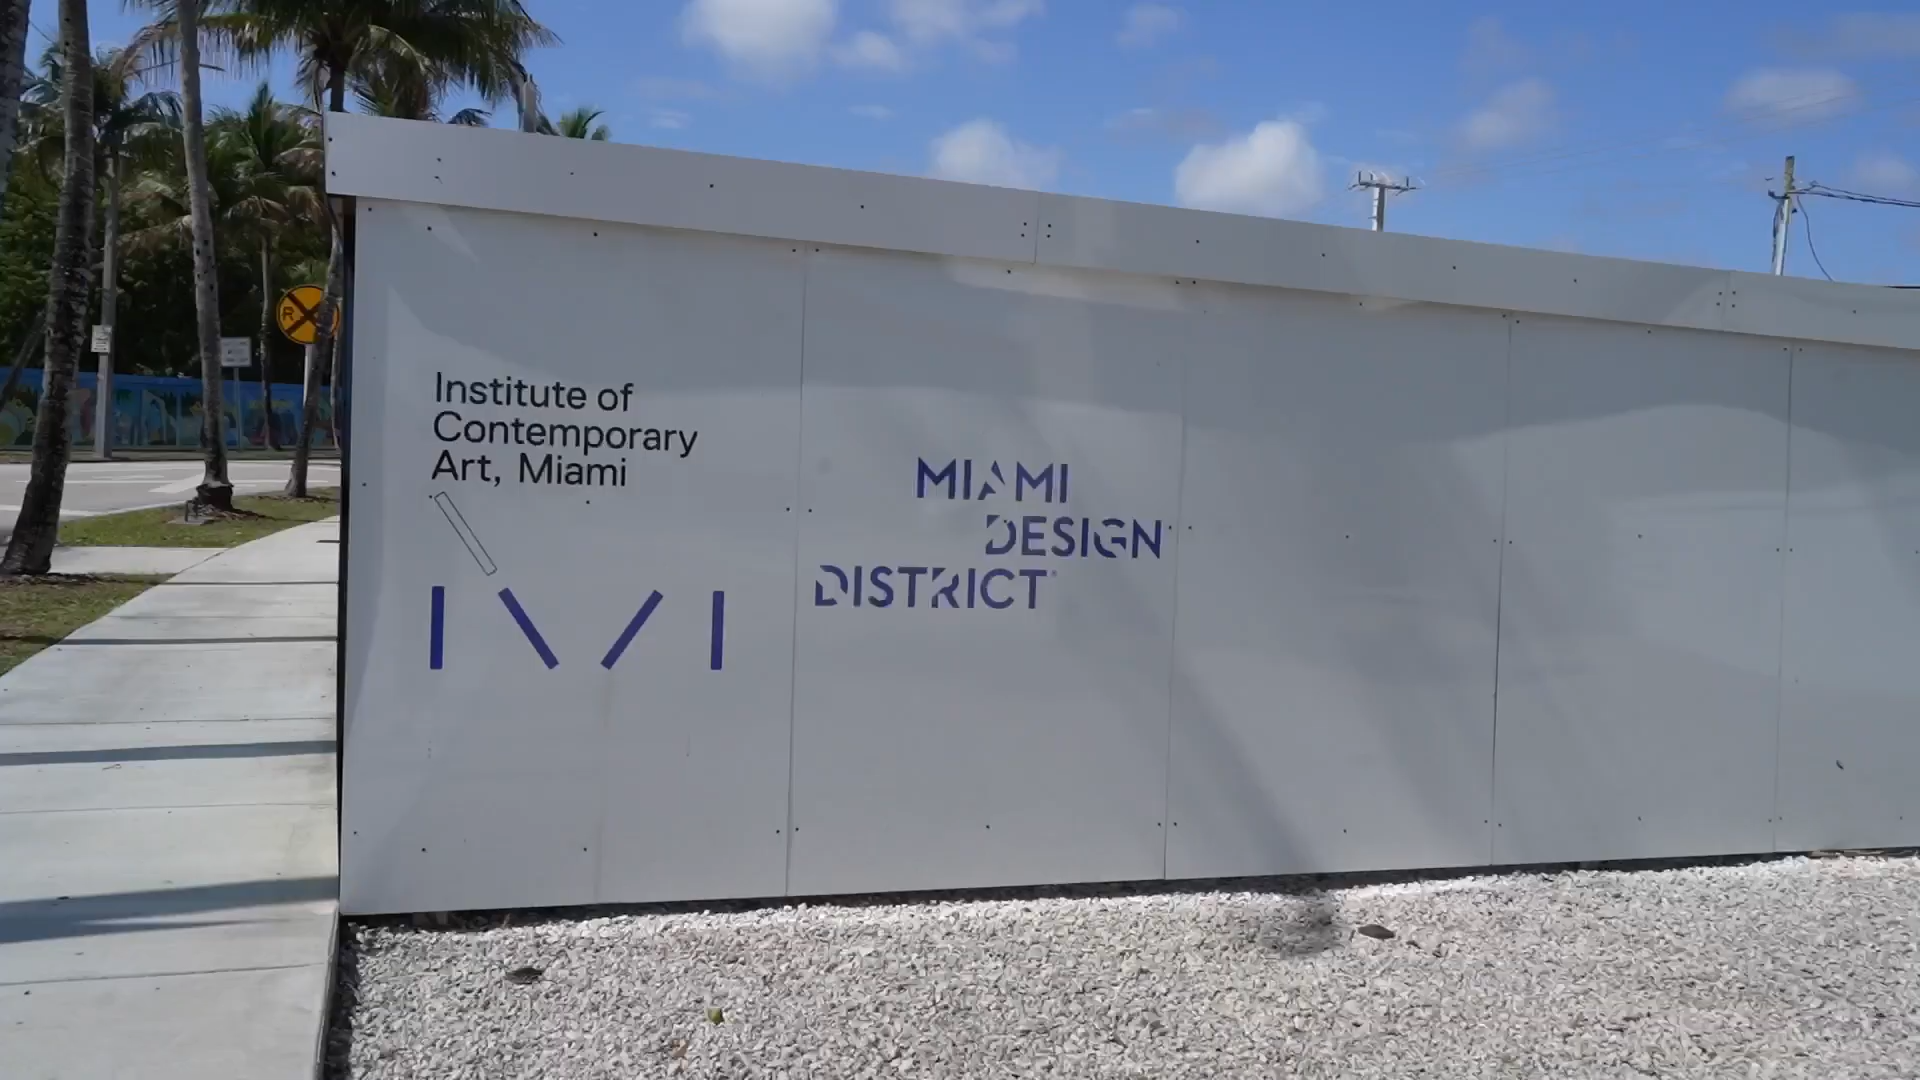 Institute of
Contemporary
Art, Miami
MIAMI
DESIGN
DISTRICT
R